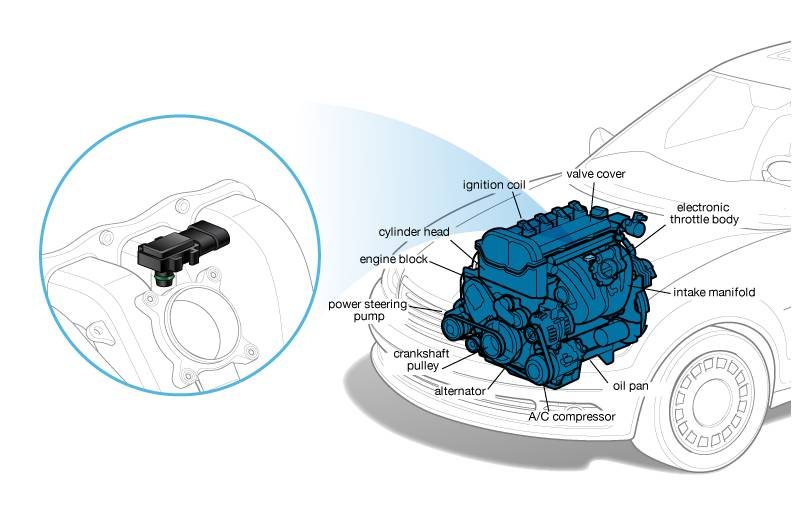 valve cover
ignition coil
electronic
throttle body
cylinder head
engine block
intake manifold
power steering
pump
crankshaft
pulley
oil pan
alternator
A/C compressor